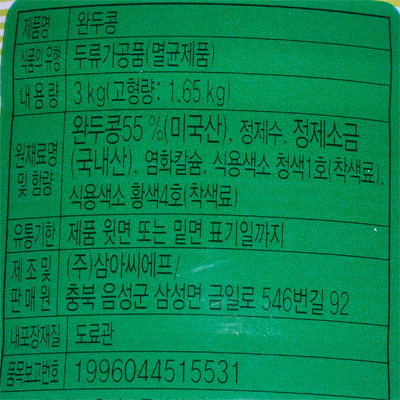 제품명 완두콩
식품의 유형 두류가공품(멸균제품)
내용량 3kg(고형량: 1.65 kg)
원재료명 및 함량 완두콩55 %(미국산), 정제수, 정제소금
(국내산), 염화칼슘, 식용색소 청색1호(착색료),
식용색소 황색4호(착색료)
유통기한 제품 윗면 또는 밑면 표기일까지
제조 및 판매원 (주)삼아씨에프/
충북 음성군 삼성면 금일로 546번길 92
내포장재질 도료관
품목보고번호 1996044515531